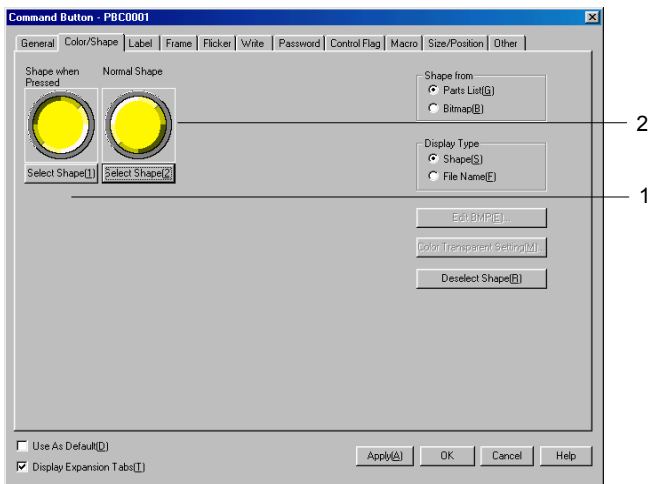 Command Button - PBC0001
General Color/Shape Label Frame Flicker Write Password Control Flag Macro Size/Position Other
Shape when
Pressed
Normal Shape
Select Shape(1)
Select Shape(2)
Shape from
Parts List(G)
Bitmap(B)
Display Type
Shape(S)
File Name(F)
Edit BMP(E)...
Color Transparent Setting(M)...
Deselect Shape(R)
2
1
Use As Default(D)
Display Expansion Tabs(T)
Apply(A) OK Cancel Help